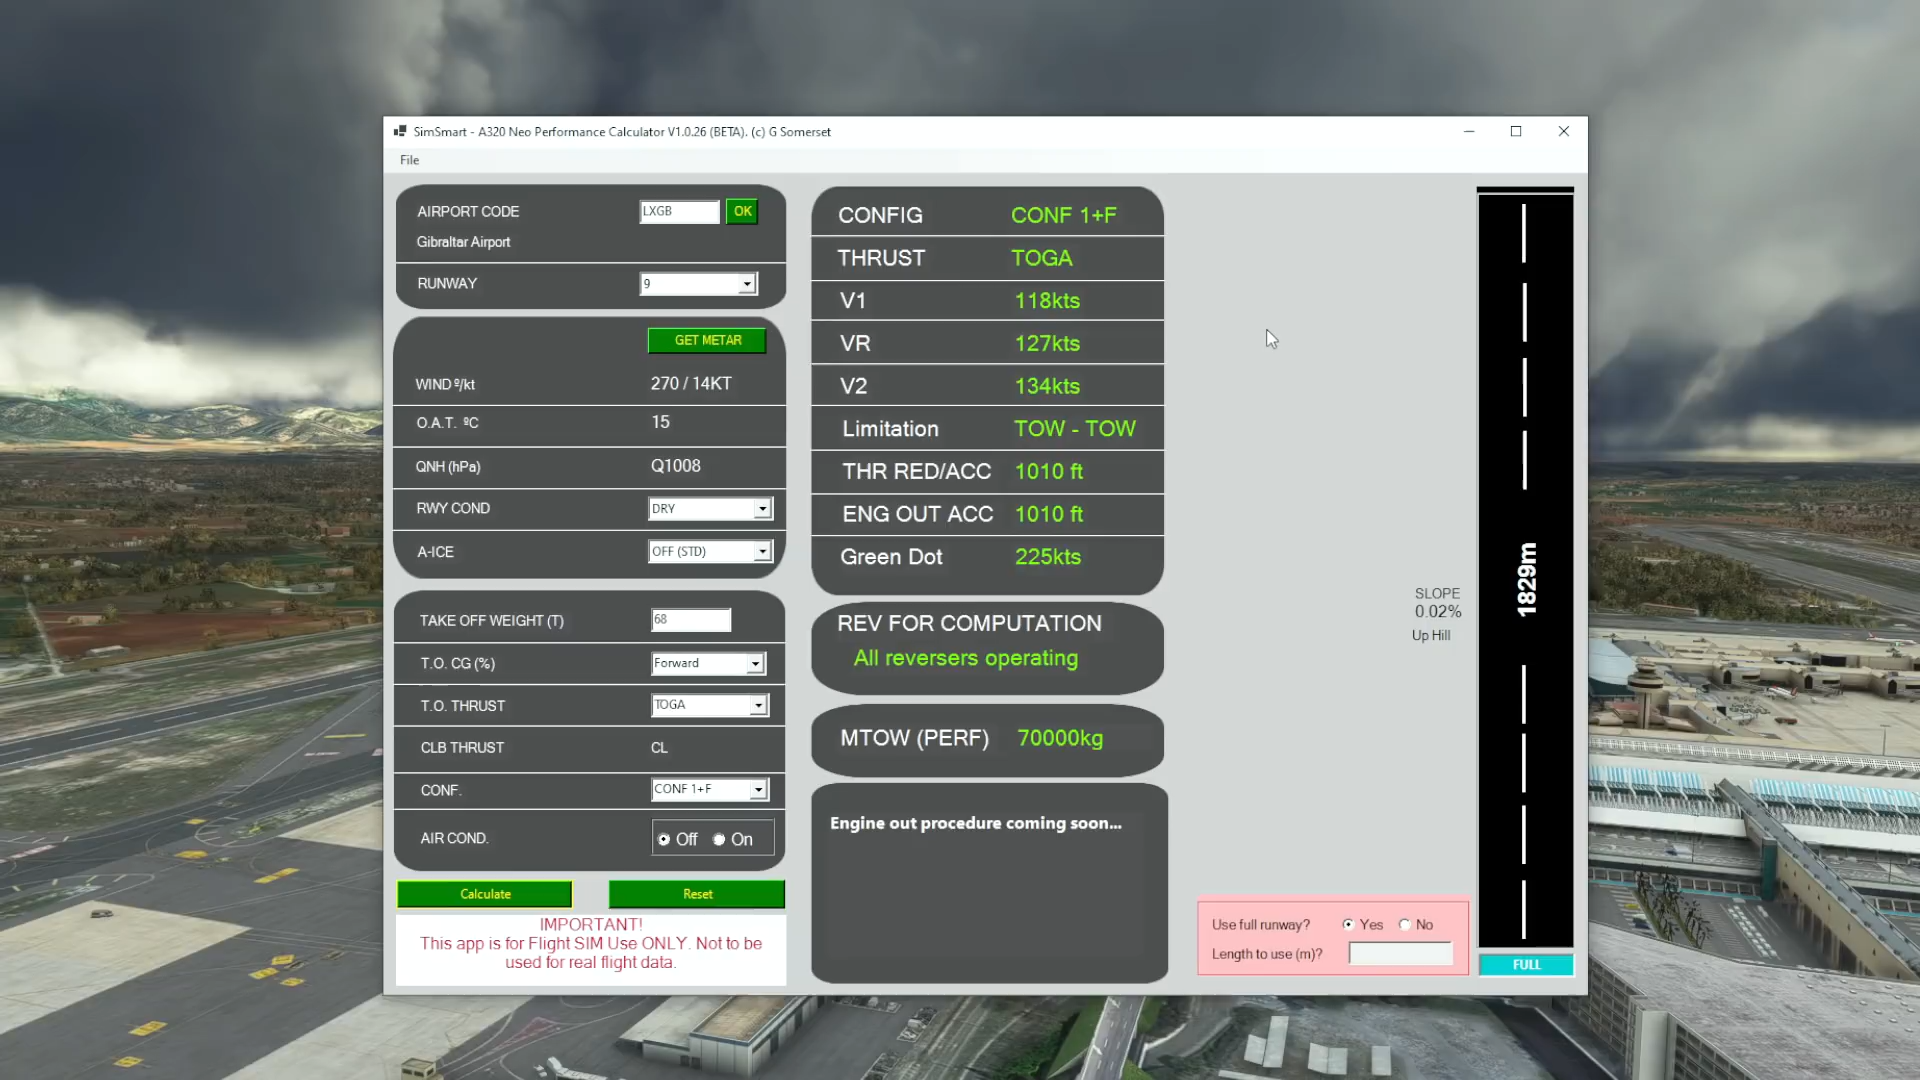 SimSmart - A320 Neo Performance Calculator V1.0.26 (BETA). (c) G Somerset
File
AIRPORT CODE LXGB OK
Gibraltar Airport
RUNWAY 9
GET METAR
WIND º/kt 270 / 14KT
O.A.T. ºC 15
QNH (hPa) Q1008
RWY COND DRY
A-ICE OFF (STD)
TAKE OFF WEIGHT (T) 68
T.O. CG (%) Forward
T.O. THRUST TOGA
CLB THRUST CL
CONF. CONF 1+F
AIR COND. Off On
Calculate Reset
IMPORTANT!
This app is for Flight SIM Use ONLY. Not to be
used for real flight data.
CONFIG CONF 1+F
THRUST TOGA
V1 118kts
VR 127kts
V2 134kts
Limitation TOW - TOW
THR RED/ACC 1010 ft
ENG OUT ACC 1010 ft
Green Dot 225kts
REV FOR COMPUTATION
All reversers operating
MTOW (PERF) 70000kg
Engine out procedure coming soon...
SLOPE
0.02%
Up Hill
1829m
Use full runway? Yes No
Length to use (m)?
FULL